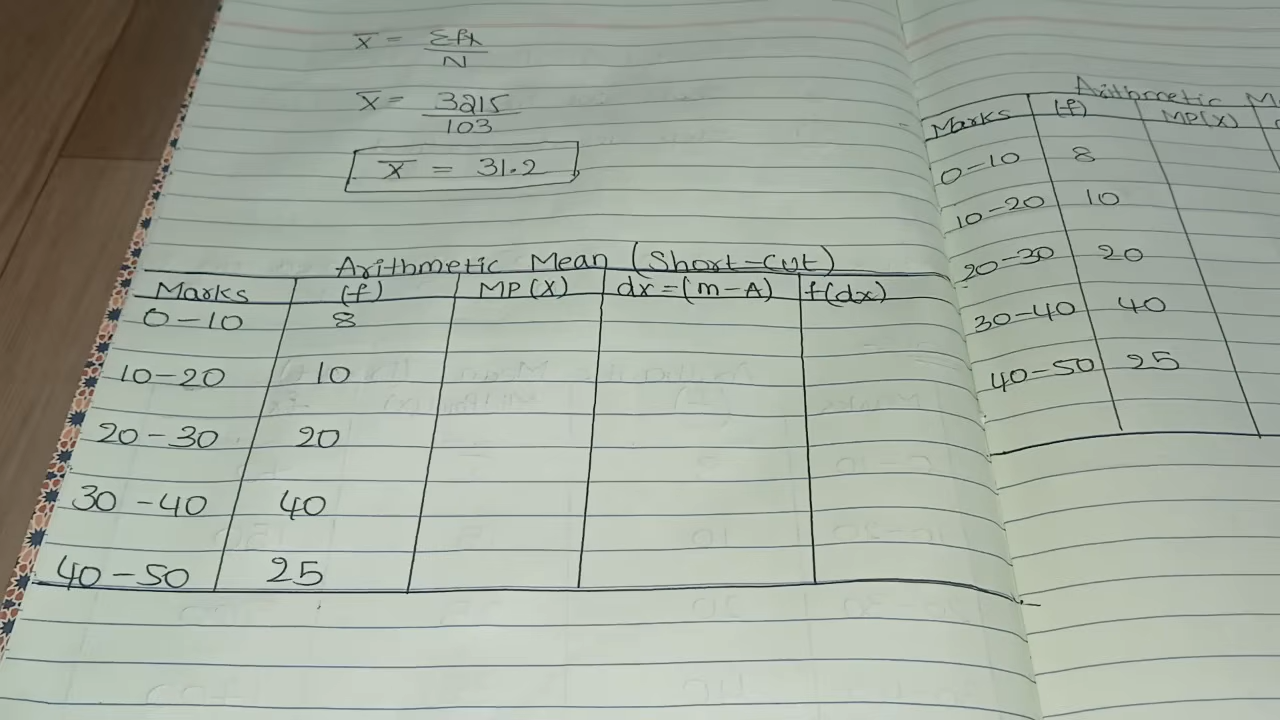 x̄ = Σfx
N
x̄ = 3215
103
x̄ = 31.2
Arithmetic Mean (Short-Cut)
Marks (f) MP(X) dx=(m-A) f(dx)
0-10 8
10-20 10
20-30 20
30-40 40
40-50 25
Arithmetic
Marks (f) MP(X)
0-10 8
10-20 10
20-30 20
30-40 40
40-50 25